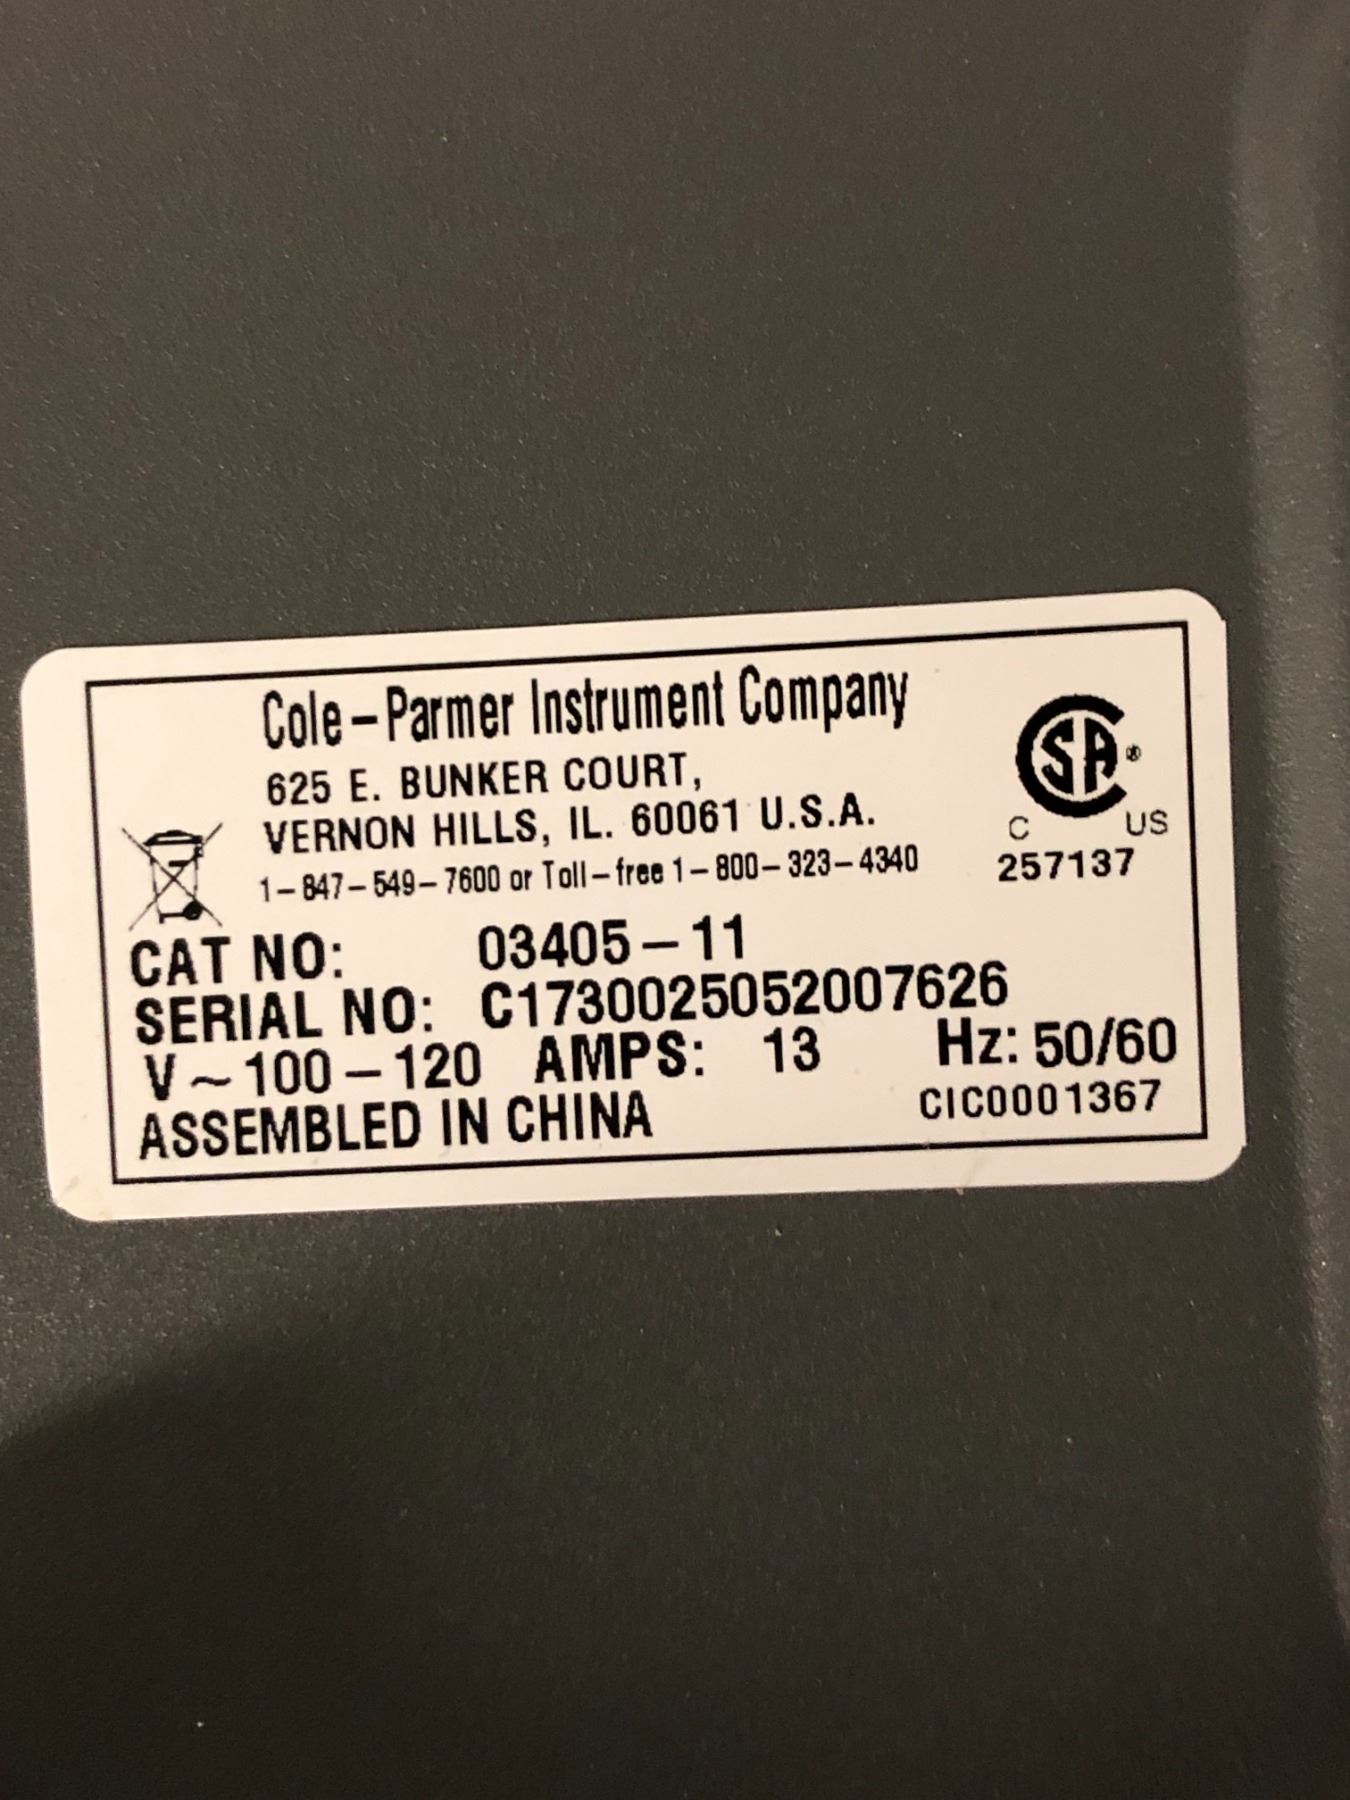 Cole-Parmer Instrument Company
625 E. BUNKER COURT,
VERNON HILLS, IL. 60061 U.S.A.
1-847-549-7600 or Toll-free 1-800-323-4340
SA®
C US
257137
CAT NO: 03405-11
SERIAL NO: C1730025052007626
V~100-120 AMPS: 13 Hz: 50/60
ASSEMBLED IN CHINA CIC0001367